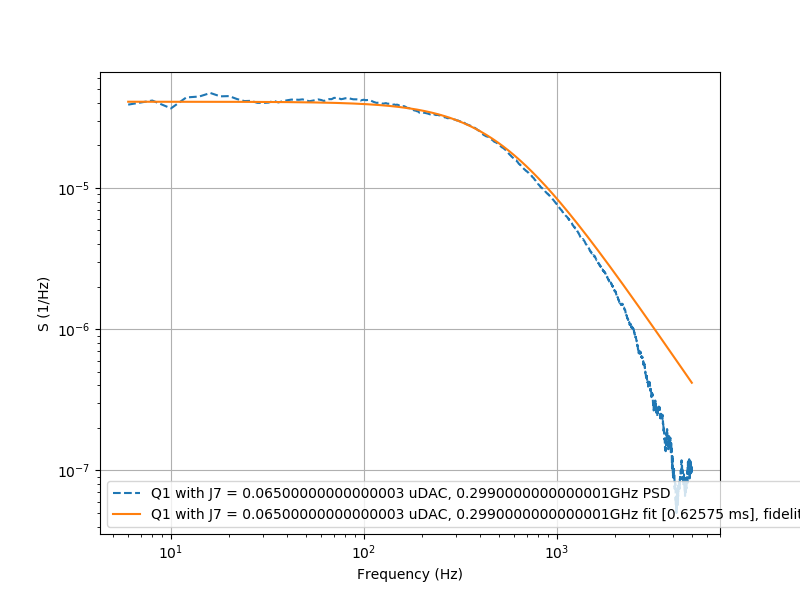 S (1/Hz)
10⁻⁵
10⁻⁶
10⁻⁷
Q1 with J7 = 0.06500000000000003 uDAC, 0.2990000000000001GHz PSD
Q1 with J7 = 0.06500000000000003 uDAC, 0.2990000000000001GHz fit [0.62575 ms], fidelit
10¹ 10² 10³
Frequency (Hz)